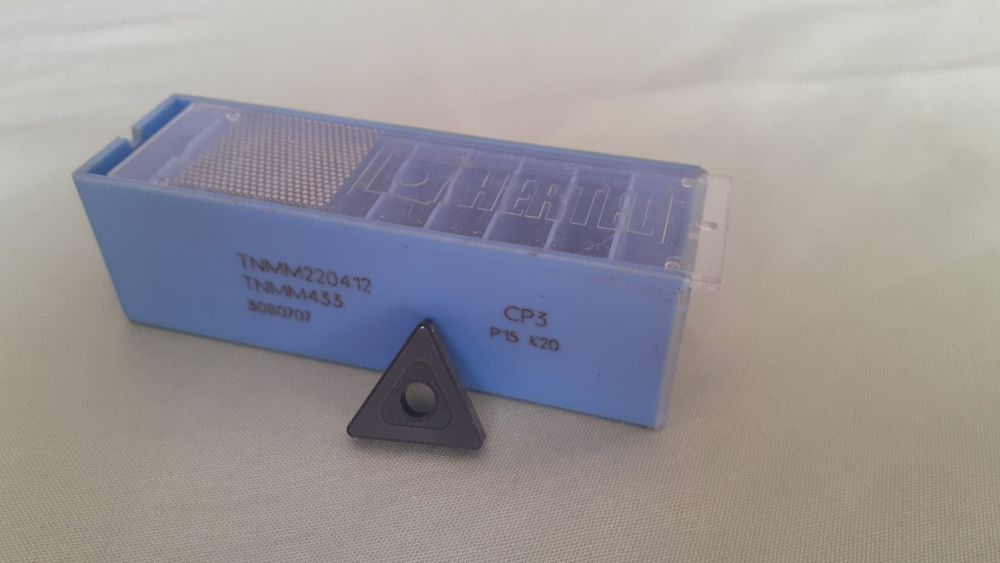 HERTEL
TNMM220412
TNMM433
3080707
CP3
P15 K20